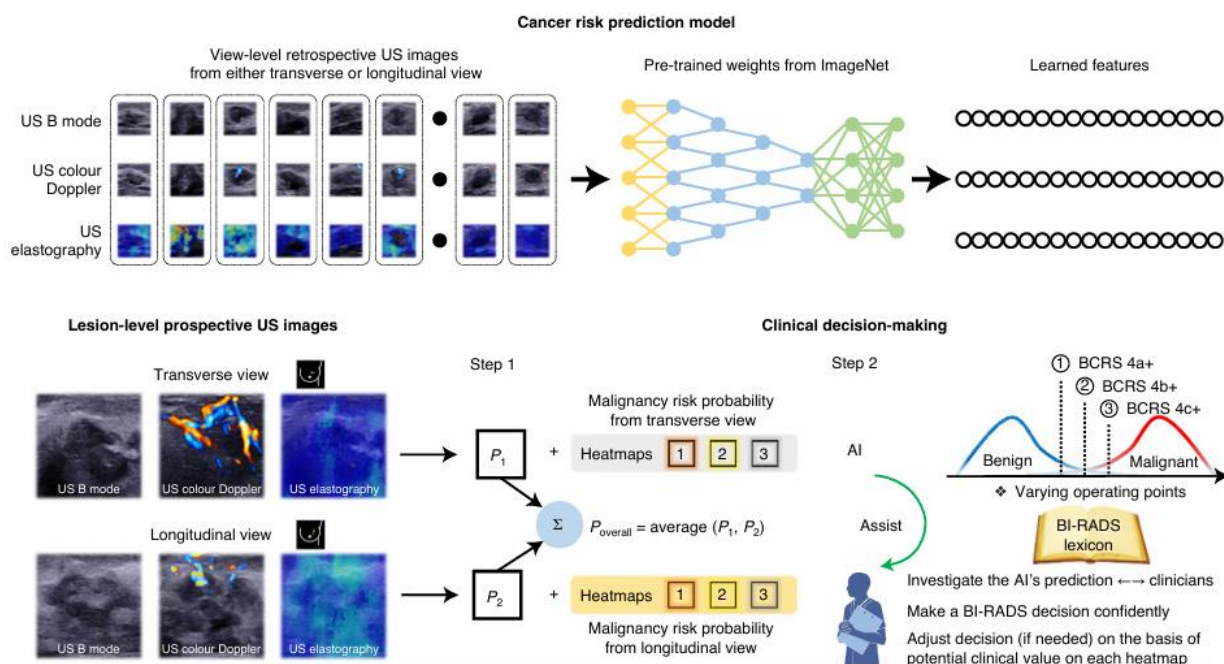 Cancer risk prediction model
View-level retrospective US images
from either transverse or longitudinal view
Pre-trained weights from ImageNet
Learned features
US B mode
US colour
Doppler
US
elastography
Lesion-level prospective US images
Clinical decision-making
Transverse view
US B mode
US colour Doppler
US elastography
Longitudinal view
US B mode
US colour Doppler
US elastography
Step 1
Malignancy risk probability
from transverse view
P1 + Heatmaps 1 2 3
Σ Poverall = average (P1, P2)
P2 + Heatmaps 1 2 3
Malignancy risk probability
from longitudinal view
Step 2
AI
Assist
① BCRS 4a+
② BCRS 4b+
③ BCRS 4c+
Benign
Malignant
❖ Varying operating points
BI-RADS
lexicon
Investigate the AI's prediction ←→ clinicians
Make a BI-RADS decision confidently
Adjust decision (if needed) on the basis of
potential clinical value on each heatmap